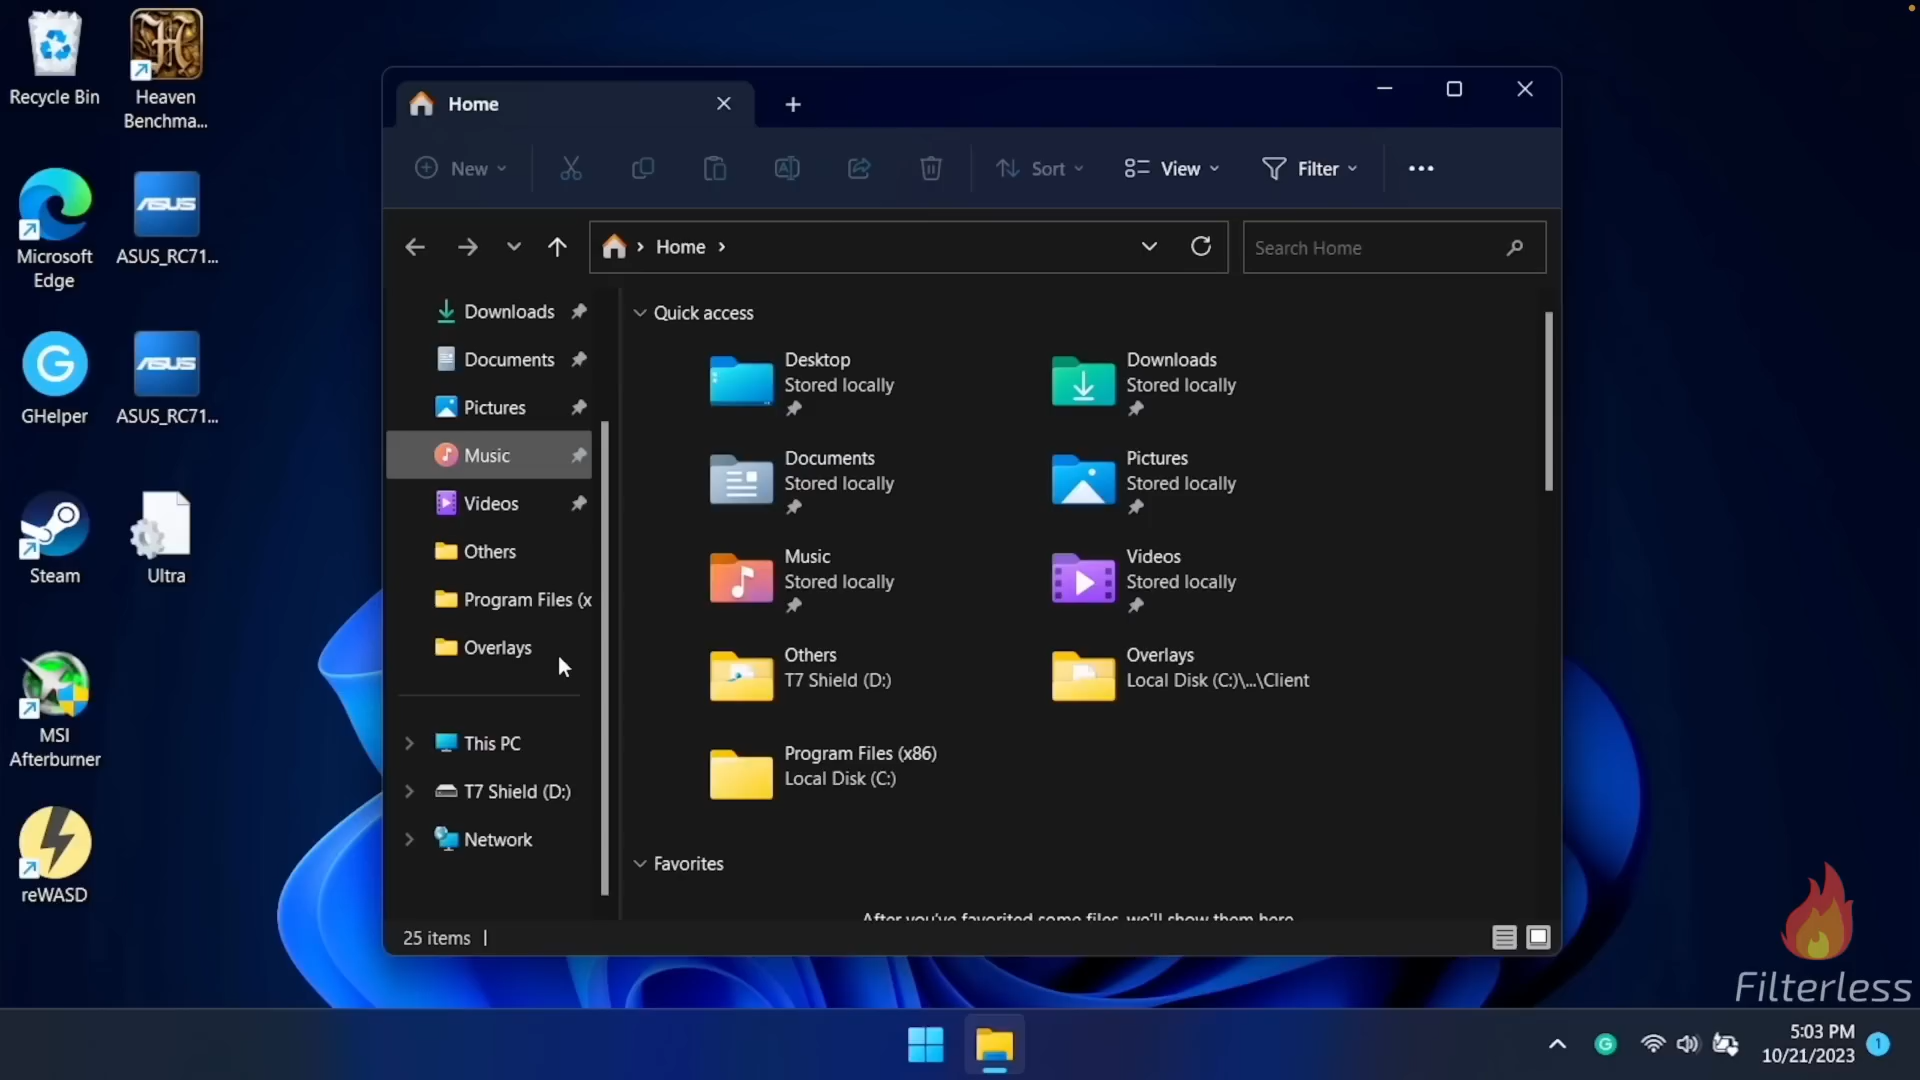 Recycle Bin
Heaven
Benchma...
Microsoft
Edge
ASUS
ASUS_RC71...
G
GHelper
ASUS
ASUS_RC71...
Steam
Ultra
MSI
Afterburner
reWASD
Home
New
Sort
View
Filter
Home
Search Home
Downloads
Documents
Pictures
Music
Videos
Others
Program Files (x
Overlays
This PC
T7 Shield (D:)
Network
Quick access
Desktop
Stored locally
Downloads
Stored locally
Documents
Stored locally
Pictures
Stored locally
Music
Stored locally
Videos
Stored locally
Others
T7 Shield (D:)
Overlays
Local Disk (C:)\...\Client
Program Files (x86)
Local Disk (C:)
Favorites
After you've favorited some files, we'll show them here
25 items
Filterless
G
5:03 PM
10/21/2023
1